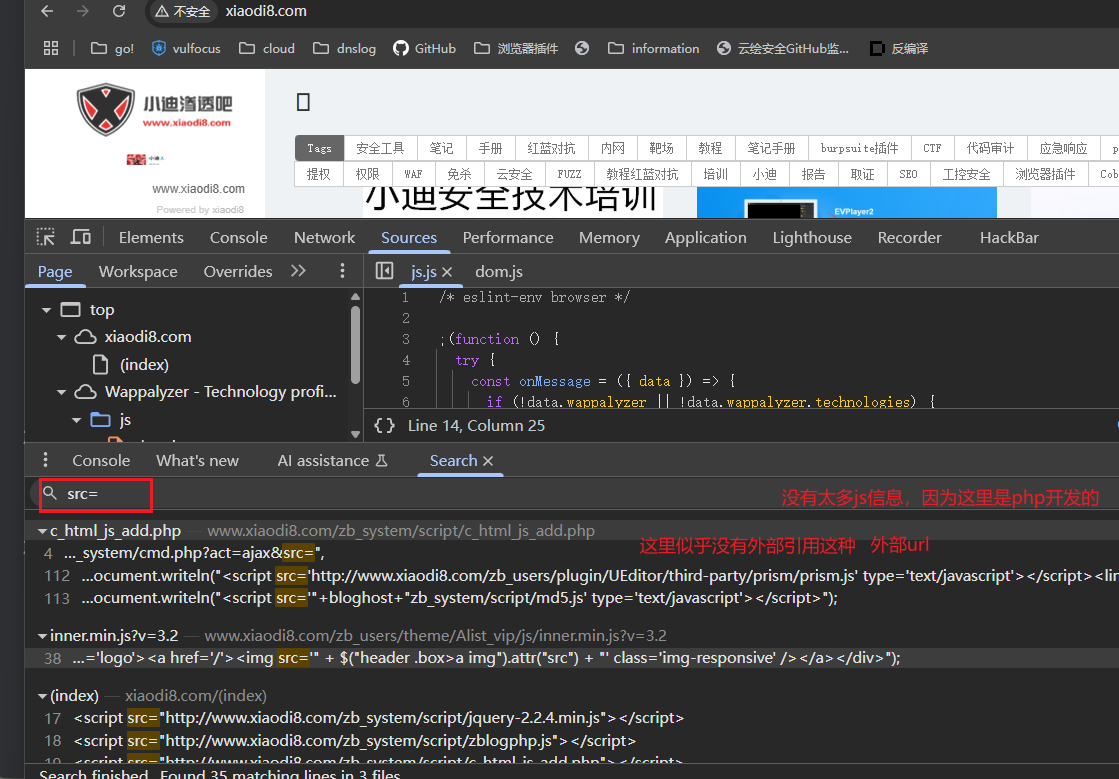 不安全 xiaodi8.com
go! vulfocus cloud dnslog GitHub 浏览器插件 information 云绘安全GitHub监... 反编译
小迪渗透吧
www.xiaodi8.com
www.xiaodi8.com
Powered by xiaodi8
Tags 安全工具 笔记 手册 红蓝对抗 内网 靶场 教程 笔记手册 burpsuite插件 CTF 代码审计 应急响应 p
提权 权限 WAF 免杀 云安全 FUZZ 教程红蓝对抗 培训 小迪 报告 取证 SEO 工控安全 浏览器插件 Cob
小迪安全技术培训
EVPlayer2
Elements Console Network Sources Performance Memory Application Lighthouse Recorder HackBar
Page Workspace Overrides
js.js dom.js
top
xiaodi8.com
(index)
Wappalyzer - Technology profi...
js
1 /* eslint-env browser */
2
3 ;(function () {
4 try {
5 const onMessage = ({ data }) => {
6 if (!data.wappalyzer || !data.wappalyzer.technologies) {
{} Line 14, Column 25
Console What's new AI assistance Search
src=
没有太多js信息，因为这里是php开发的
c_html_js_add.php — www.xiaodi8.com/zb_system/script/c_html_js_add.php
这里似乎没有外部引用这种 外部url
4 ..._system/cmd.php?act=ajax&src=",
112 ...ocument.writeln("<script src='http://www.xiaodi8.com/zb_users/plugin/UEditor/third-party/prism/prism.js' type='text/javascript'></script><lin
113 ...ocument.writeln("<script src='"+bloghost+"zb_system/script/md5.js' type='text/javascript'></script>");
inner.min.js?v=3.2 — www.xiaodi8.com/zb_users/theme/Alist_vip/js/inner.min.js?v=3.2
38 ...='logo'><a href='/'><img src='" + $("header .box>a img").attr("src") + "' class='img-responsive' /></a></div>");
(index) — xiaodi8.com/(index)
17 <script src="http://www.xiaodi8.com/zb_system/script/jquery-2.2.4.min.js"></script>
18 <script src="http://www.xiaodi8.com/zb_system/script/zblogphp.js"></script>
19 <script src="http://www.xiaodi8.com/zb_system/script/c_html_js_add.php"></script>
Search finished. Found 35 matching lines in 3 files.